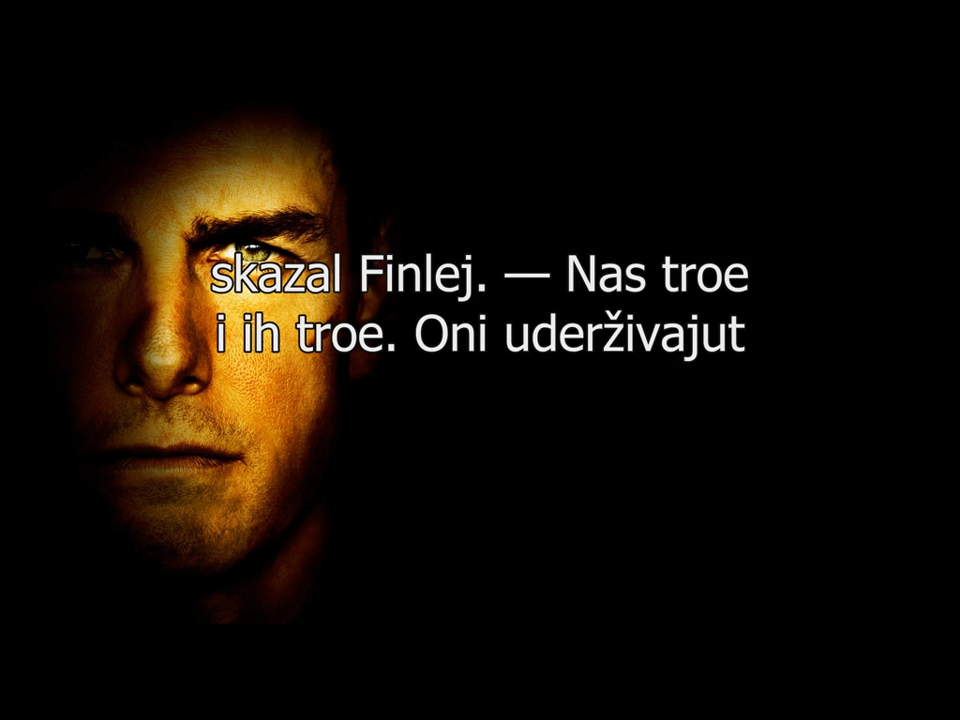 skazal Finlej. — Nas troe
i ih troe. Oni uderživajut